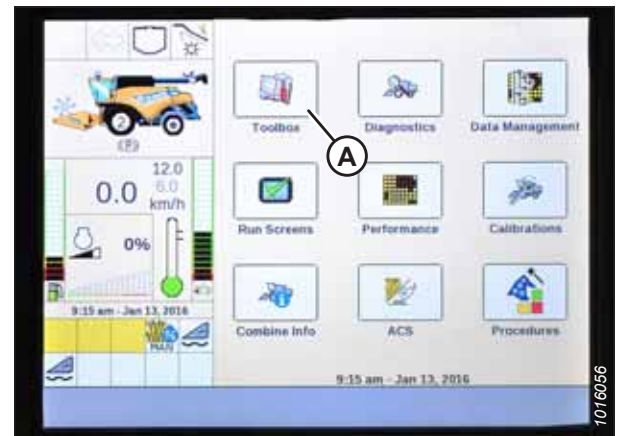 Toolbox
Diagnostics
Data Management
A
2
(P)
12.0
6.0
0.0
km/h
Run Screens
Performance
Calibrations
0%
9:15 am - Jan 13, 2016
MAN
Combine Info
ACS
Procedures
9:15 am - Jan 13, 2016
1016056